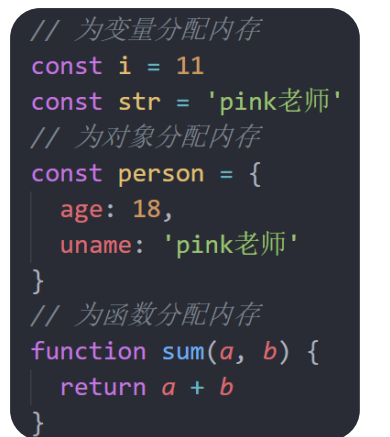 // 为变量分配内存
const i = 11
const str = 'pink老师'
// 为对象分配内存
const person = {
  age: 18,
  uname: 'pink老师'
}
// 为函数分配内存
function sum(a, b) {
  return a + b
}